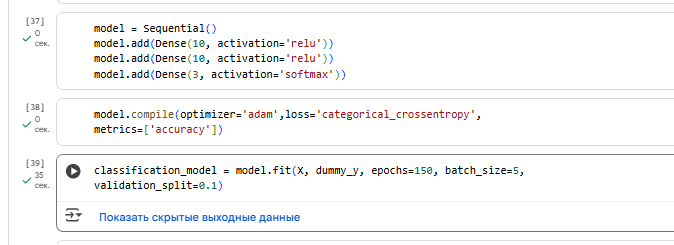 [37]
0
сек.
model = Sequential()
model.add(Dense(10, activation='relu'))
model.add(Dense(10, activation='relu'))
model.add(Dense(3, activation='softmax'))
[38]
0
сек.
model.compile(optimizer='adam',loss='categorical_crossentropy',
metrics=['accuracy'])
[39]
35
сек.
classification_model = model.fit(X, dummy_y, epochs=150, batch_size=5,
validation_split=0.1)
Показать скрытые выходные данные